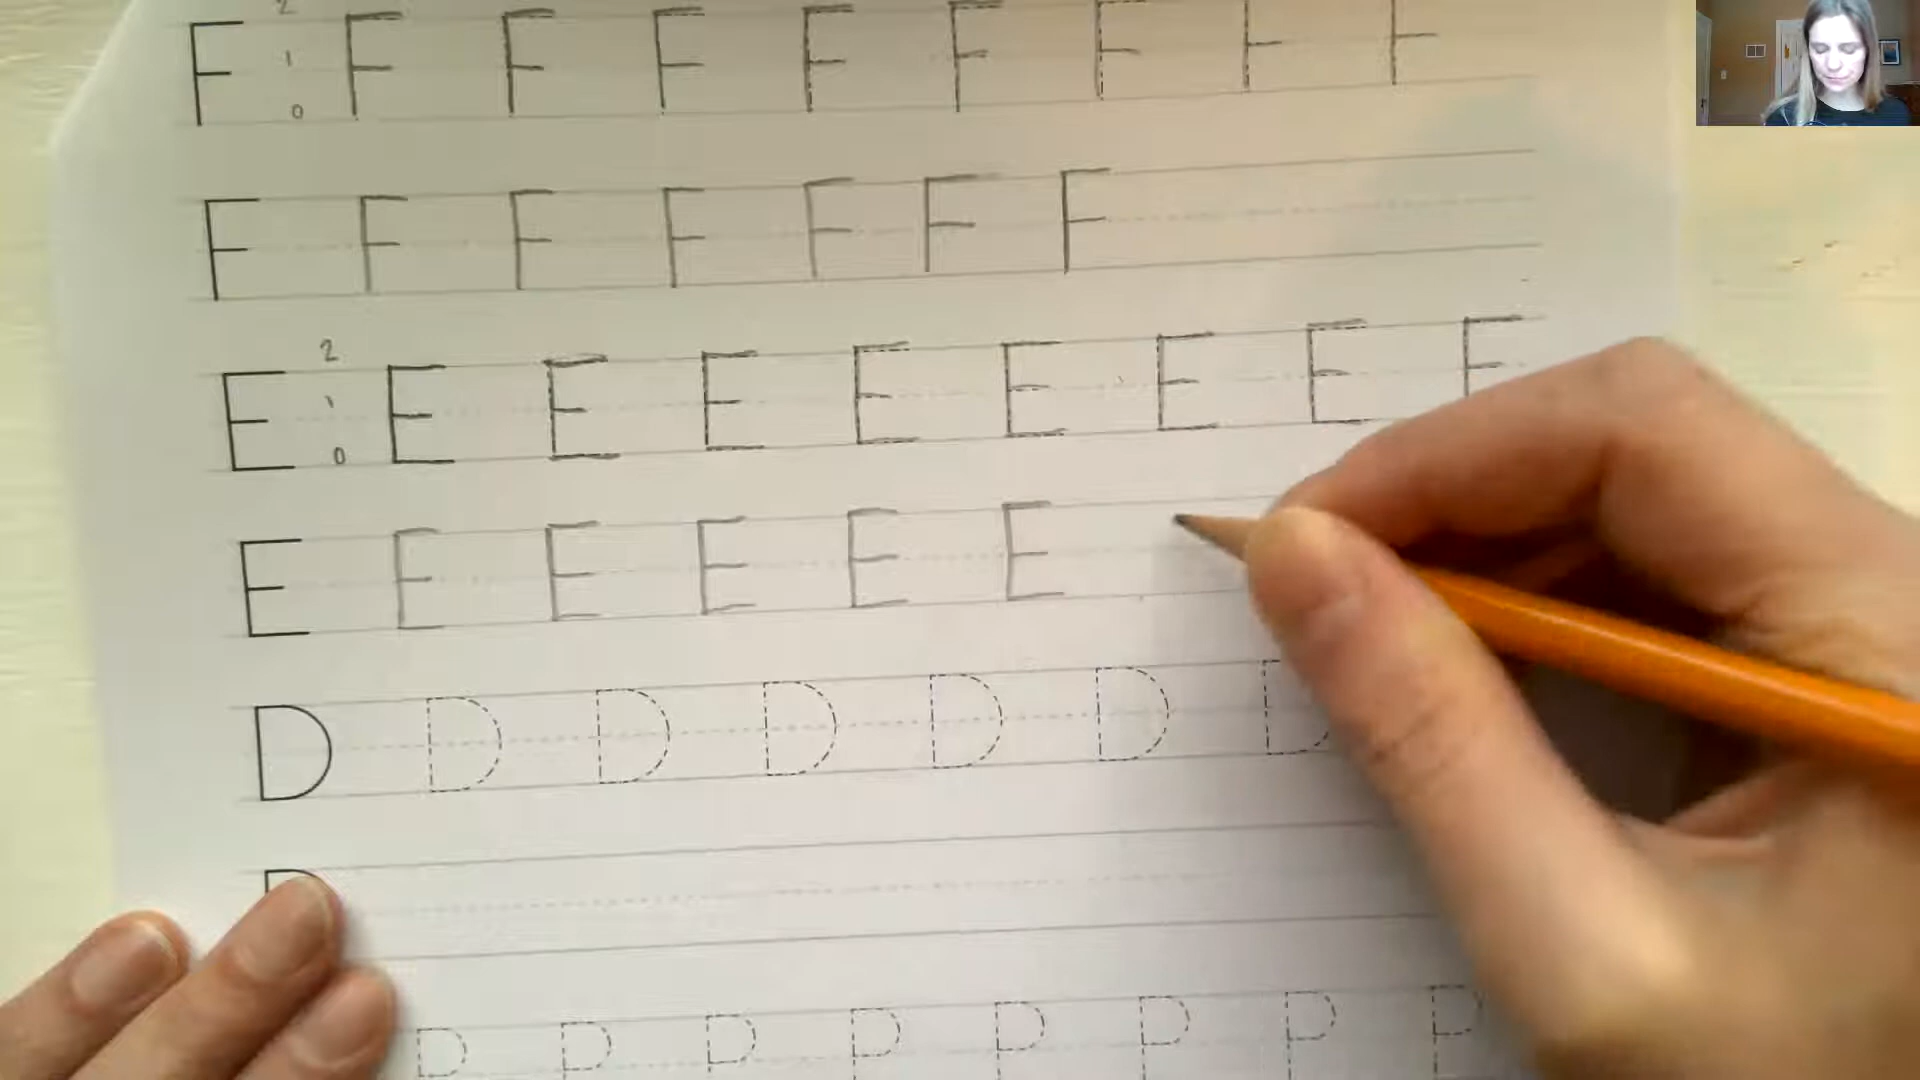 F 2 1 0 F F F F F F F F
F F F F F F F
E 2 1 0 E E E E E E E E
E E E E E E
D D D D D D D
P P P P P P P P